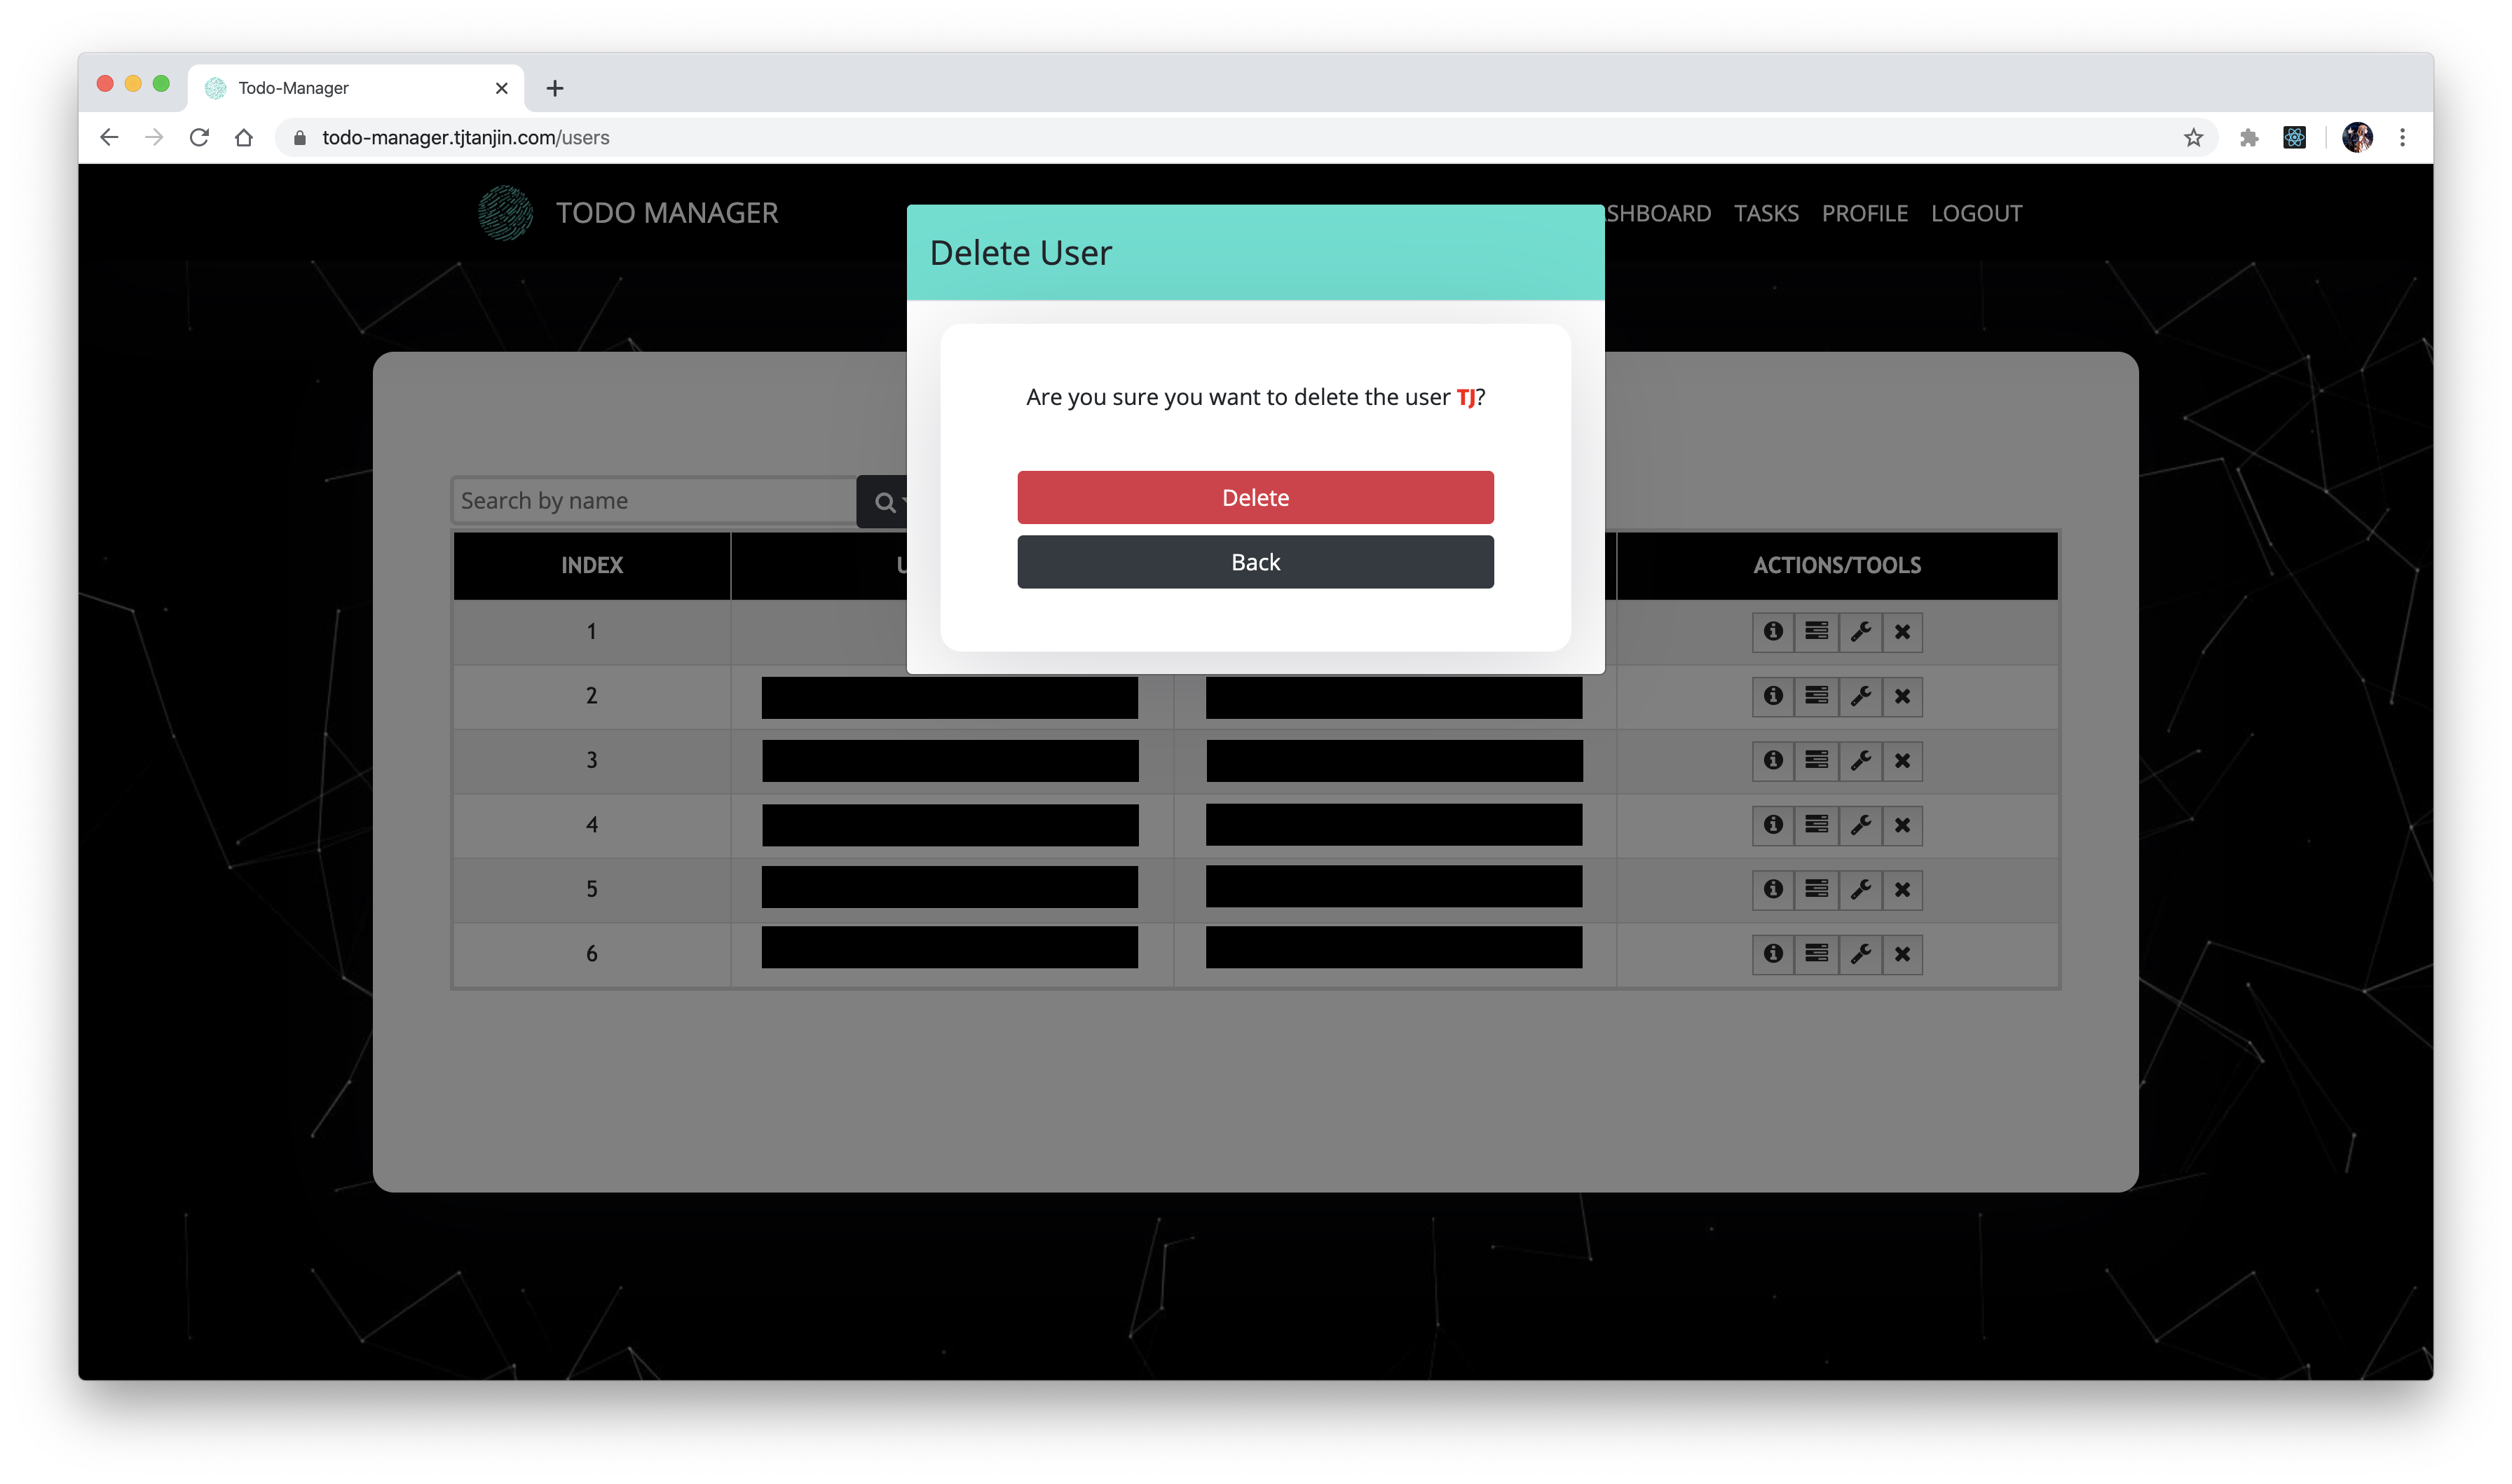 Todo-Manager
todo-manager.tjtanjin.com/users
TODO MANAGER
SHBOARD TASKS PROFILE LOGOUT
Delete User
Are you sure you want to delete the user TJ?
Delete
Back
Search by name
INDEX
ACTIONS/TOOLS
1
2
3
4
5
6